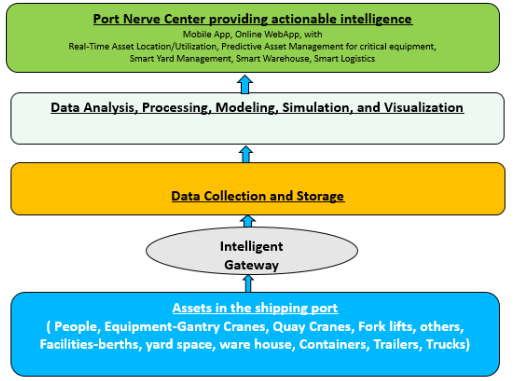 Port Nerve Center providing actionable intelligence
Mobile App, Online WebApp, with
Real-Time Asset Location/Utilization, Predictive Asset Management for critical equipment,
Smart Yard Management, Smart Warehouse, Smart Logistics
Data Analysis, Processing, Modeling, Simulation, and Visualization
Data Collection and Storage
Intelligent
Gateway
Assets in the shipping port
( People, Equipment-Gantry Cranes, Quay Cranes, Fork lifts, others,
Facilities-berths, yard space, ware house, Containers, Trailers, Trucks)